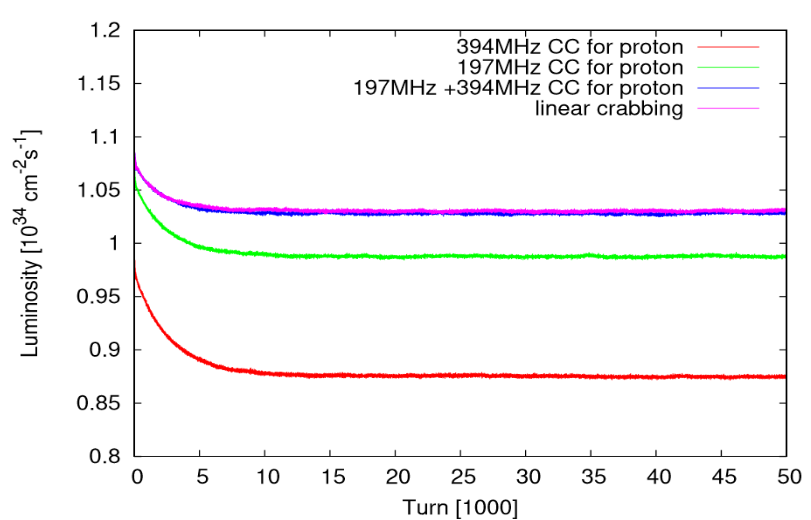 1.2
1.15
1.1
1.05
1
0.95
0.9
0.85
0.8
Luminosity [10³⁴ cm⁻²s⁻¹]
394MHz CC for proton
197MHz CC for proton
197MHz +394MHz CC for proton
linear crabbing
0 5 10 15 20 25 30 35 40 45 50
Turn [1000]